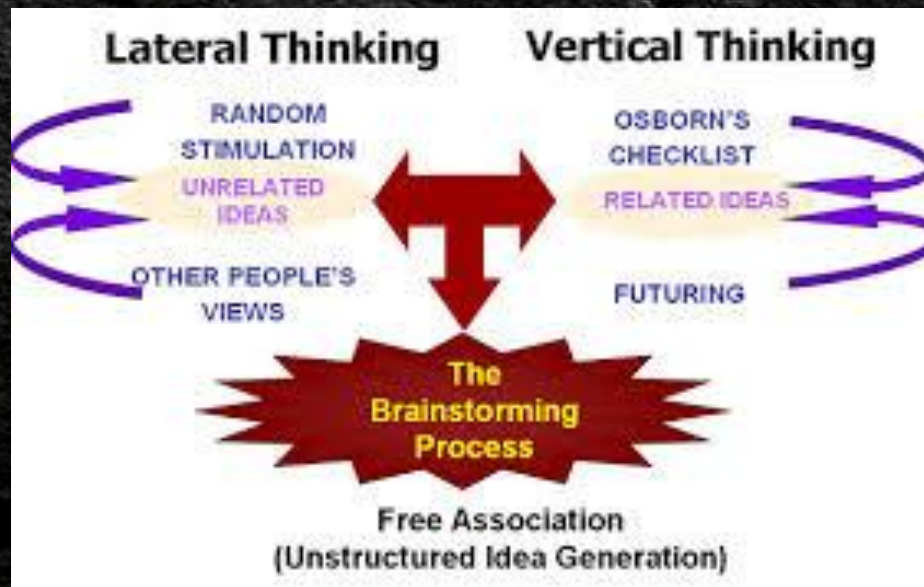 Lateral Thinking
Vertical Thinking
RANDOM
STIMULATION
UNRELATED
IDEAS
OTHER PEOPLE'S
VIEWS
OSBORN'S
CHECKLIST
RELATED IDEAS
FUTURING
The
Brainstorming
Process
Free Association
(Unstructured Idea Generation)